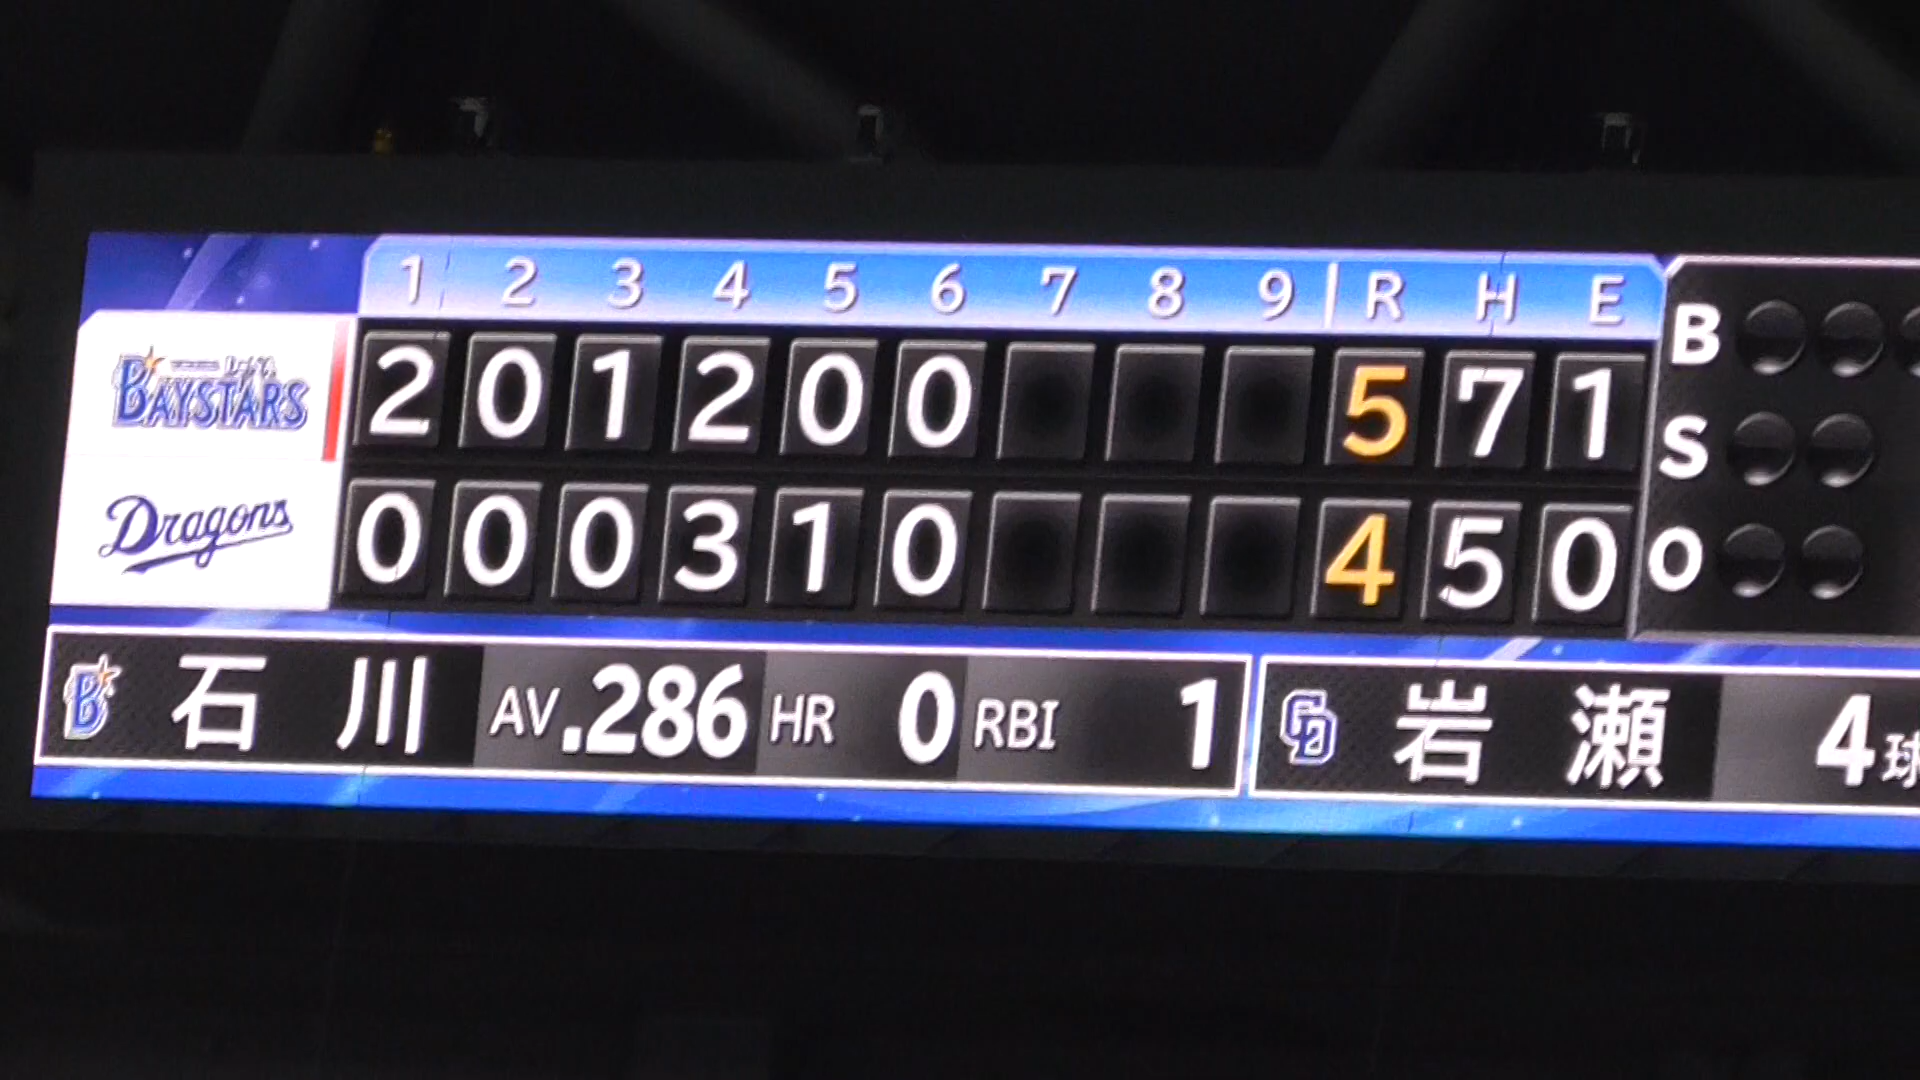 1 2 3 4 5 6 7 8 9 R H E
BAYSTARS 2 0 1 2 0 0 5 7 1
Dragons 0 0 0 3 1 0 4 5 0
B
S
O
B 石川 AV .286 HR 0 RBI 1
CD 岩瀬 4球